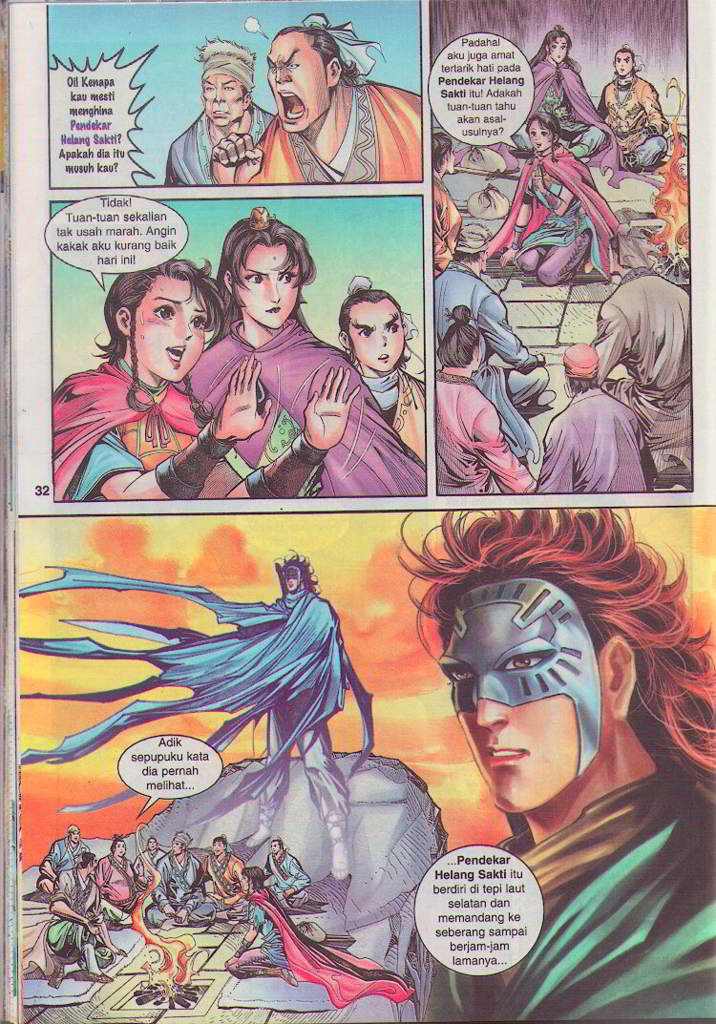 Oi! Kenapa
kau mesti
menghina
Pendekar
Helang Sakti?
Apakah dia itu
musuh kau?
Padahal
aku juga amat
tertarik hati pada
Pendekar Helang
Sakti itu! Adakah
tuan-tuan tahu
akan asal-
usulnya?
Tidak!
Tuan-tuan sekalian
tak usah marah. Angin
kakak aku kurang baik
hari ini!
32
Adik
sepupuku kata
dia pernah
melihat...
...Pendekar
Helang Sakti itu
berdiri di tepi laut
selatan dan
memandang ke
seberang sampai
berjam-jam
lamanya...